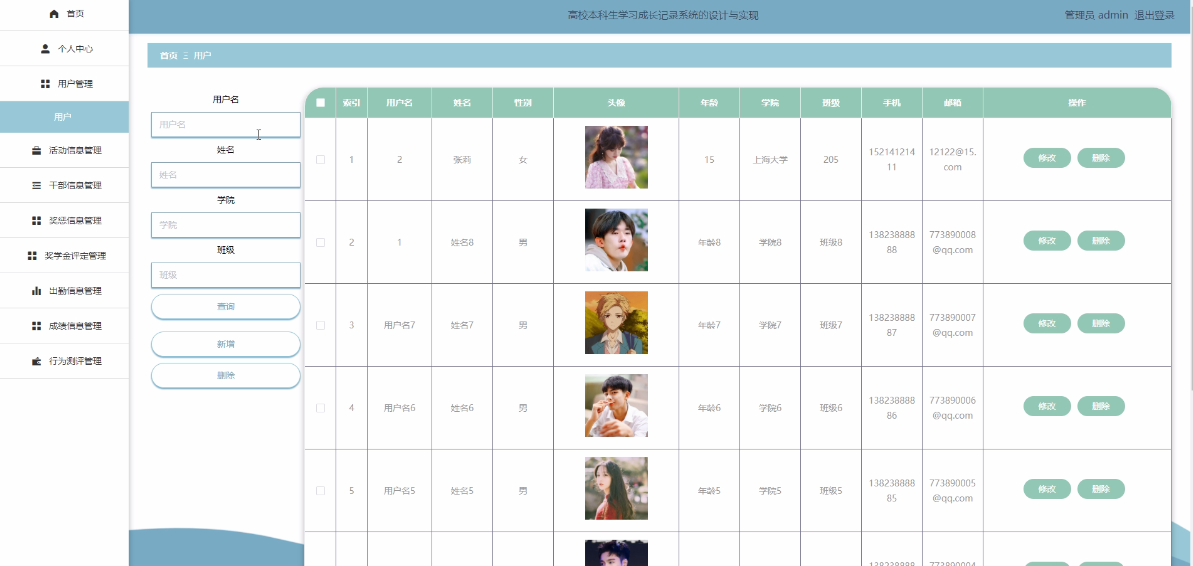 首页
个人中心
用户管理
用户
活动信息管理
干部信息管理
奖惩信息管理
奖学金评定管理
出勤信息管理
成绩信息管理
行为测评管理
高校本科生学习成长记录系统的设计与实现
管理员 admin 退出登录
首页 用户
用户名
用户名
姓名
姓名
学院
学院
班级
班级
查询
新增
删除
索引 用户名 姓名 性别 头像 年龄 学院 班级 手机 邮箱 操作
1 2 张莉 女 15 上海大学 205 152141214 12122@15. 修改 删除
11 com
2 1 姓名8 男 年龄8 学院8 班级8 138238888 773890008 修改 删除
88 @qq.com
3 用户名7 姓名7 男 年龄7 学院7 班级7 138238888 773890007 修改 删除
87 @qq.com
4 用户名6 姓名6 男 年龄6 学院6 班级6 138238888 773890006 修改 删除
86 @qq.com
5 用户名5 姓名5 男 年龄5 学院5 班级5 138238888 773890005 修改 删除
85 @qq.com
138238888 773890004